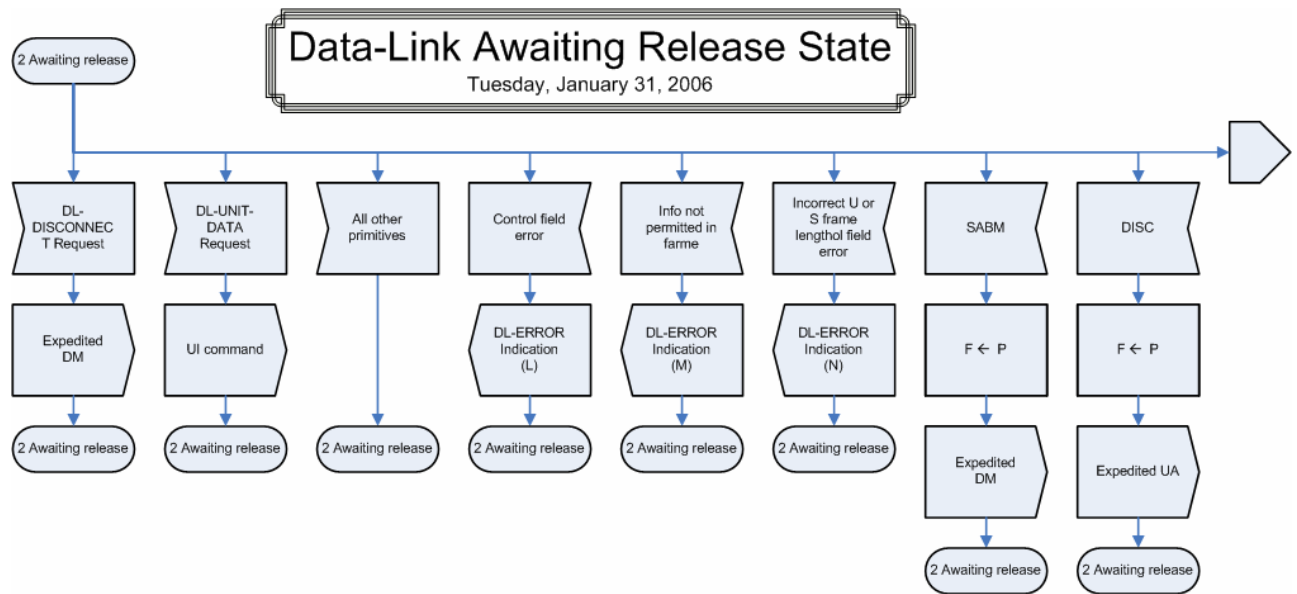 Data-Link Awaiting Release State
Tuesday, January 31, 2006
2 Awaiting release
DL-
DISCONNEC
T Request
DL-UNIT-
DATA
Request
All other
primitives
Control field
error
Info not
permitted in
farme
Incorrect U or
S frame
lengthol field
error
SABM
DISC
Expedited
DM
UI command
DL-ERROR
Indication
(L)
DL-ERROR
Indication
(M)
DL-ERROR
Indication
(N)
F ← P
F ← P
2 Awaiting release
2 Awaiting release
2 Awaiting release
2 Awaiting release
2 Awaiting release
2 Awaiting release
Expedited
DM
Expedited UA
2 Awaiting release
2 Awaiting release